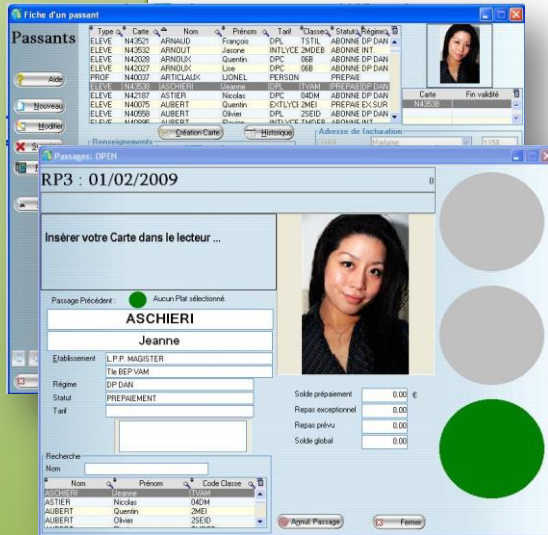 Fiche d'un passant
Passants
Type Carte Nom Prénom Tarif Classe Statut Régime
ELEVE N43521 ARNAUD François DPL TSTIL ABONNE DP DAN
ELEVE N43532 ARNOUT Jasone INTLYCE 2MDEB ABONNE INT.
ELEVE N42028 ARNOUX Quentin DPC 06B ABONNE DP DAN
ELEVE N42027 ARNOUX Lise DPC 06B ABONNE DP DAN
PROF N40037 ARTICLAUX LIONEL PERSON PREPAIE
ELEVE N43538 ASCHIERI Jeanne DPL TVAM PREPAIE DP DAN
ELEVE N42187 ASTIER Nicolas DPC 04DM ABONNE DP DAN
ELEVE N40075 AUBERT Quentin EXTLYCE 2MEI PREPAIE EX.SUR
ELEVE N40558 AUBERT Olivier DPL 2SEID ABONNE DP DAN
Carte Fin validité
N43538
Aide
Nouveau
Modifier
Création Carte
Historique
Renseignements
Adresse de facturation
Madame
1150
Passages: OPEN
RP3 : 01/02/2009
0
Insérer votre Carte dans le lecteur ...
Passage Précédent : Aucun Plat sélectionné.
ASCHIERI
Jeanne
Etablissement L.P.P. MAGISTER
Tle BEP VAM
Régime DP DAN
Statut PREPAIEMENT
Tarif
Solde prépaiement 0.00 €
Repas exceptionnel 0.00
Repas prévu 0.00
Solde global 0.00
Recherche
Nom
Nom Prénom Code Classe
ASCHIERI Jeanne TVAM
ASTIER Nicolas 04DM
AUBERT Quentin 2MEI
AUBERT Olivier 2SEID
Annul. Passage
Fermer